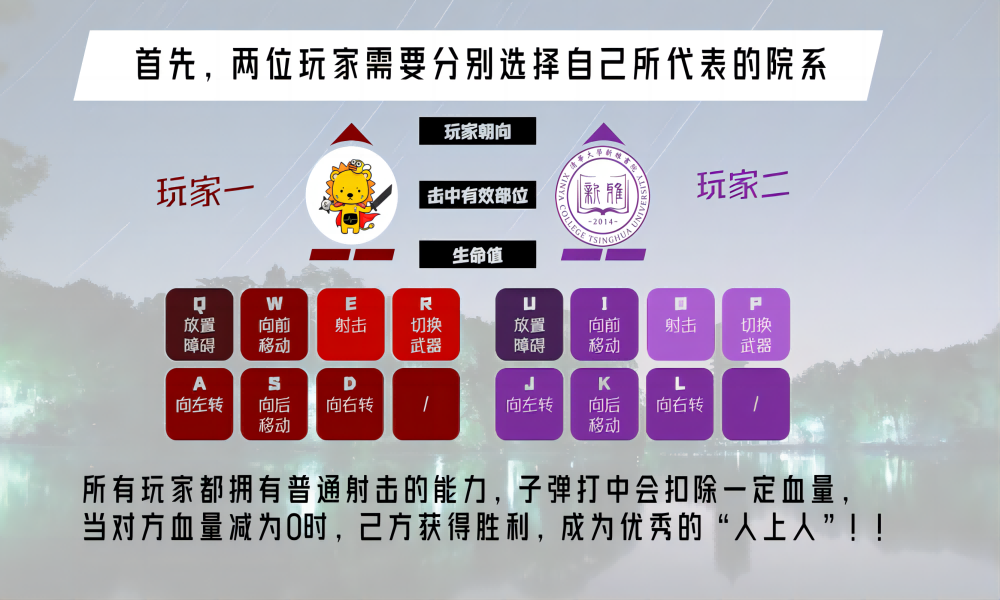 首先，两位玩家需要分别选择自己所代表的院系
玩家一
玩家朝向
击中有效部位
生命值
清華大學新雅書院
新雅
-2014-
XINYA COLLEGE TSINGHUA UNIVERSITY
玩家二
Q
放置
障碍
W
向前
移动
E
射击
R
切换
武器
A
向左转
S
向后
移动
D
向右转
/
U
放置
障碍
I
向前
移动
O
射击
P
切换
武器
J
向左转
K
向后
移动
L
向右转
/
所有玩家都拥有普通射击的能力，子弹打中会扣除一定血量，
当对方血量减为0时，己方获得胜利，成为优秀的“人上人”！！